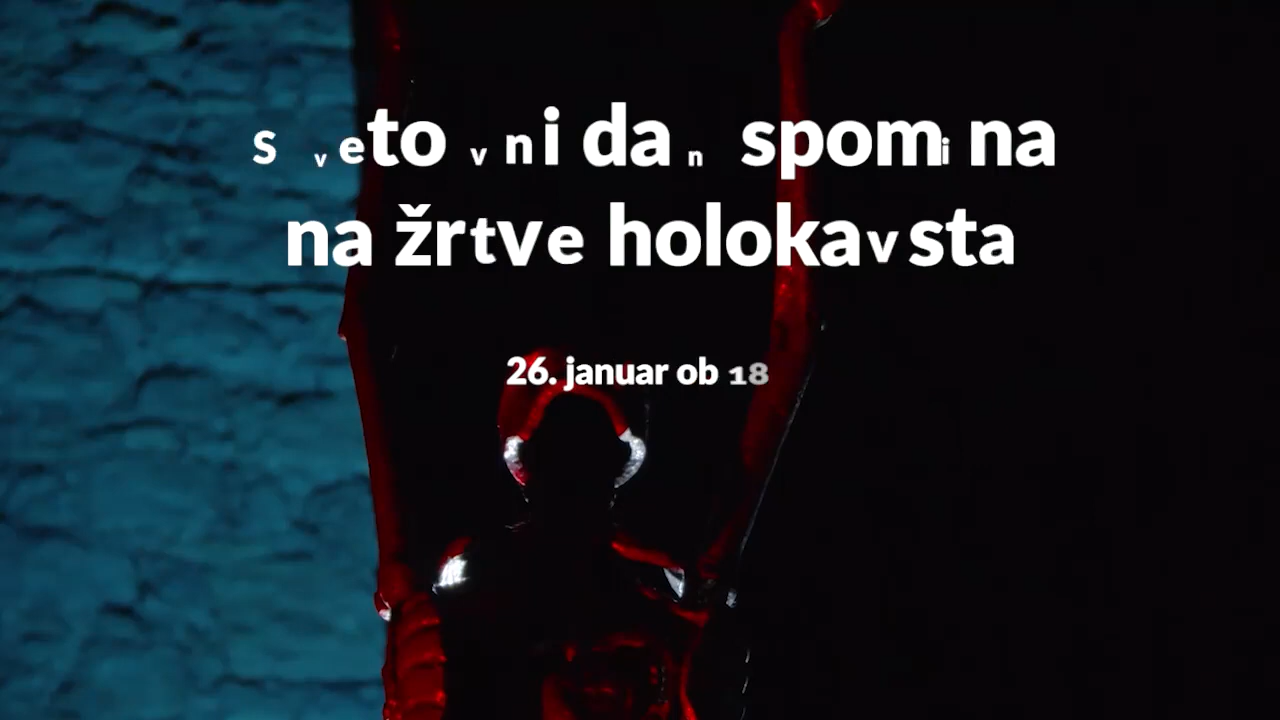 svetovni dan spomina
na žrtve holokavsta
26. januar ob 18